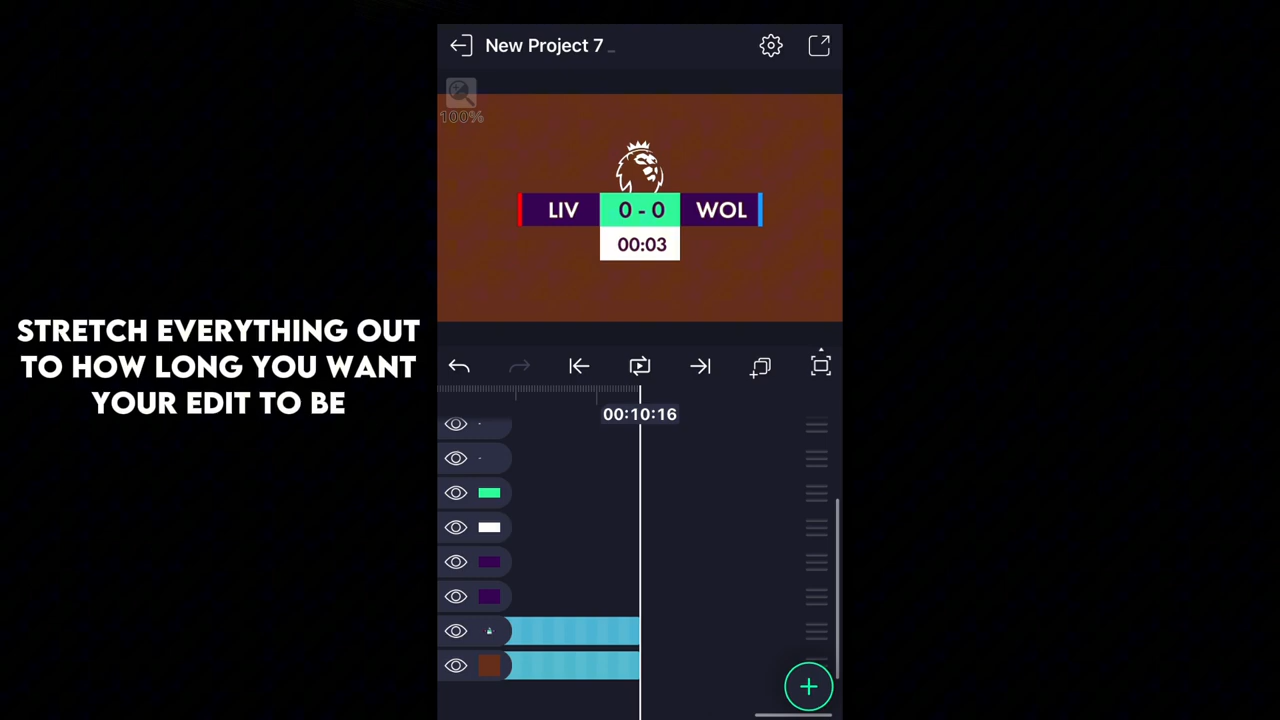 New Project 7
100%
LIV 0 - 0 WOL
00:03
STRETCH EVERYTHING OUT
TO HOW LONG YOU WANT
YOUR EDIT TO BE
00:10:16